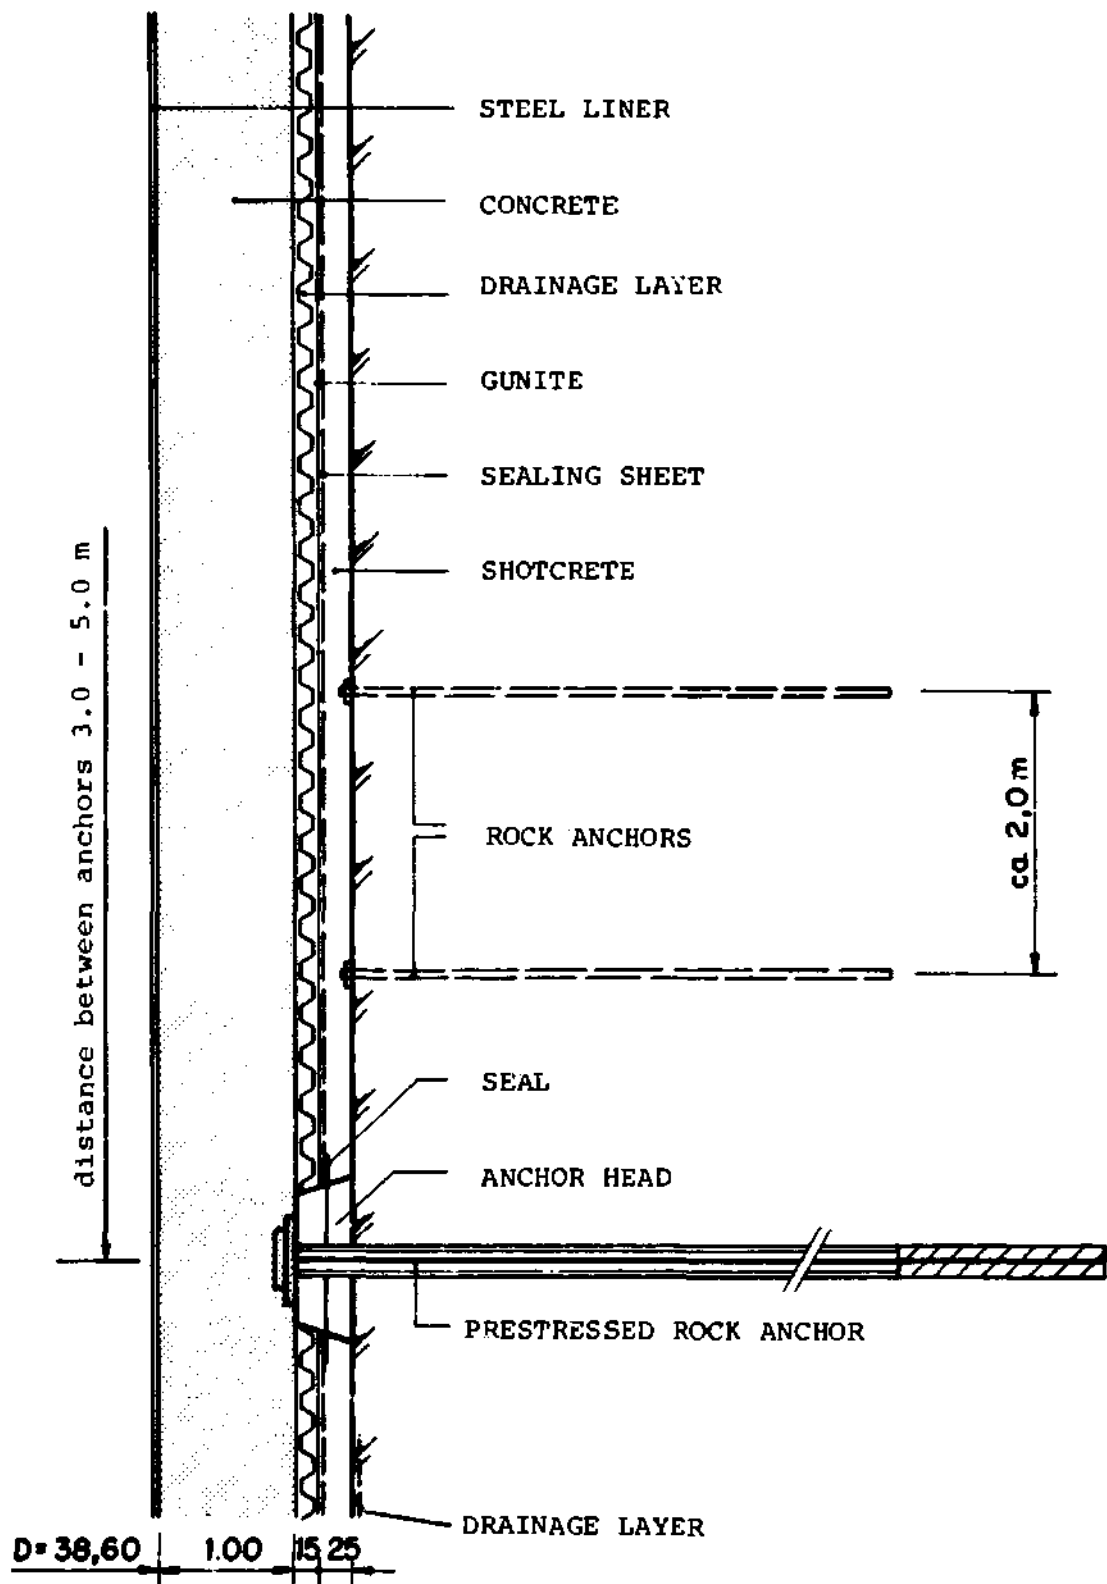 STEEL LINER
CONCRETE
DRAINAGE LAYER
GUNITE
SEALING SHEET
SHOTCRETE
distance between anchors 3.0 - 5.0 m
ROCK ANCHORS
ca 2,0m
SEAL
ANCHOR HEAD
PRESTRESSED ROCK ANCHOR
DRAINAGE LAYER
D=38,60 1.00 15 25